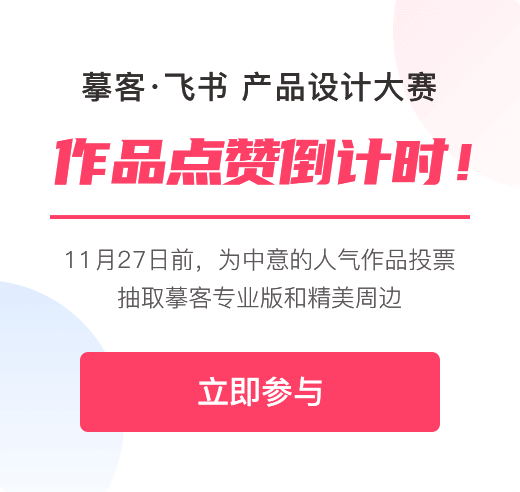 摹客·飞书 产品设计大赛
作品点赞倒计时!
11月27日前，为中意的人气作品投票
抽取摹客专业版和精美周边
立即参与